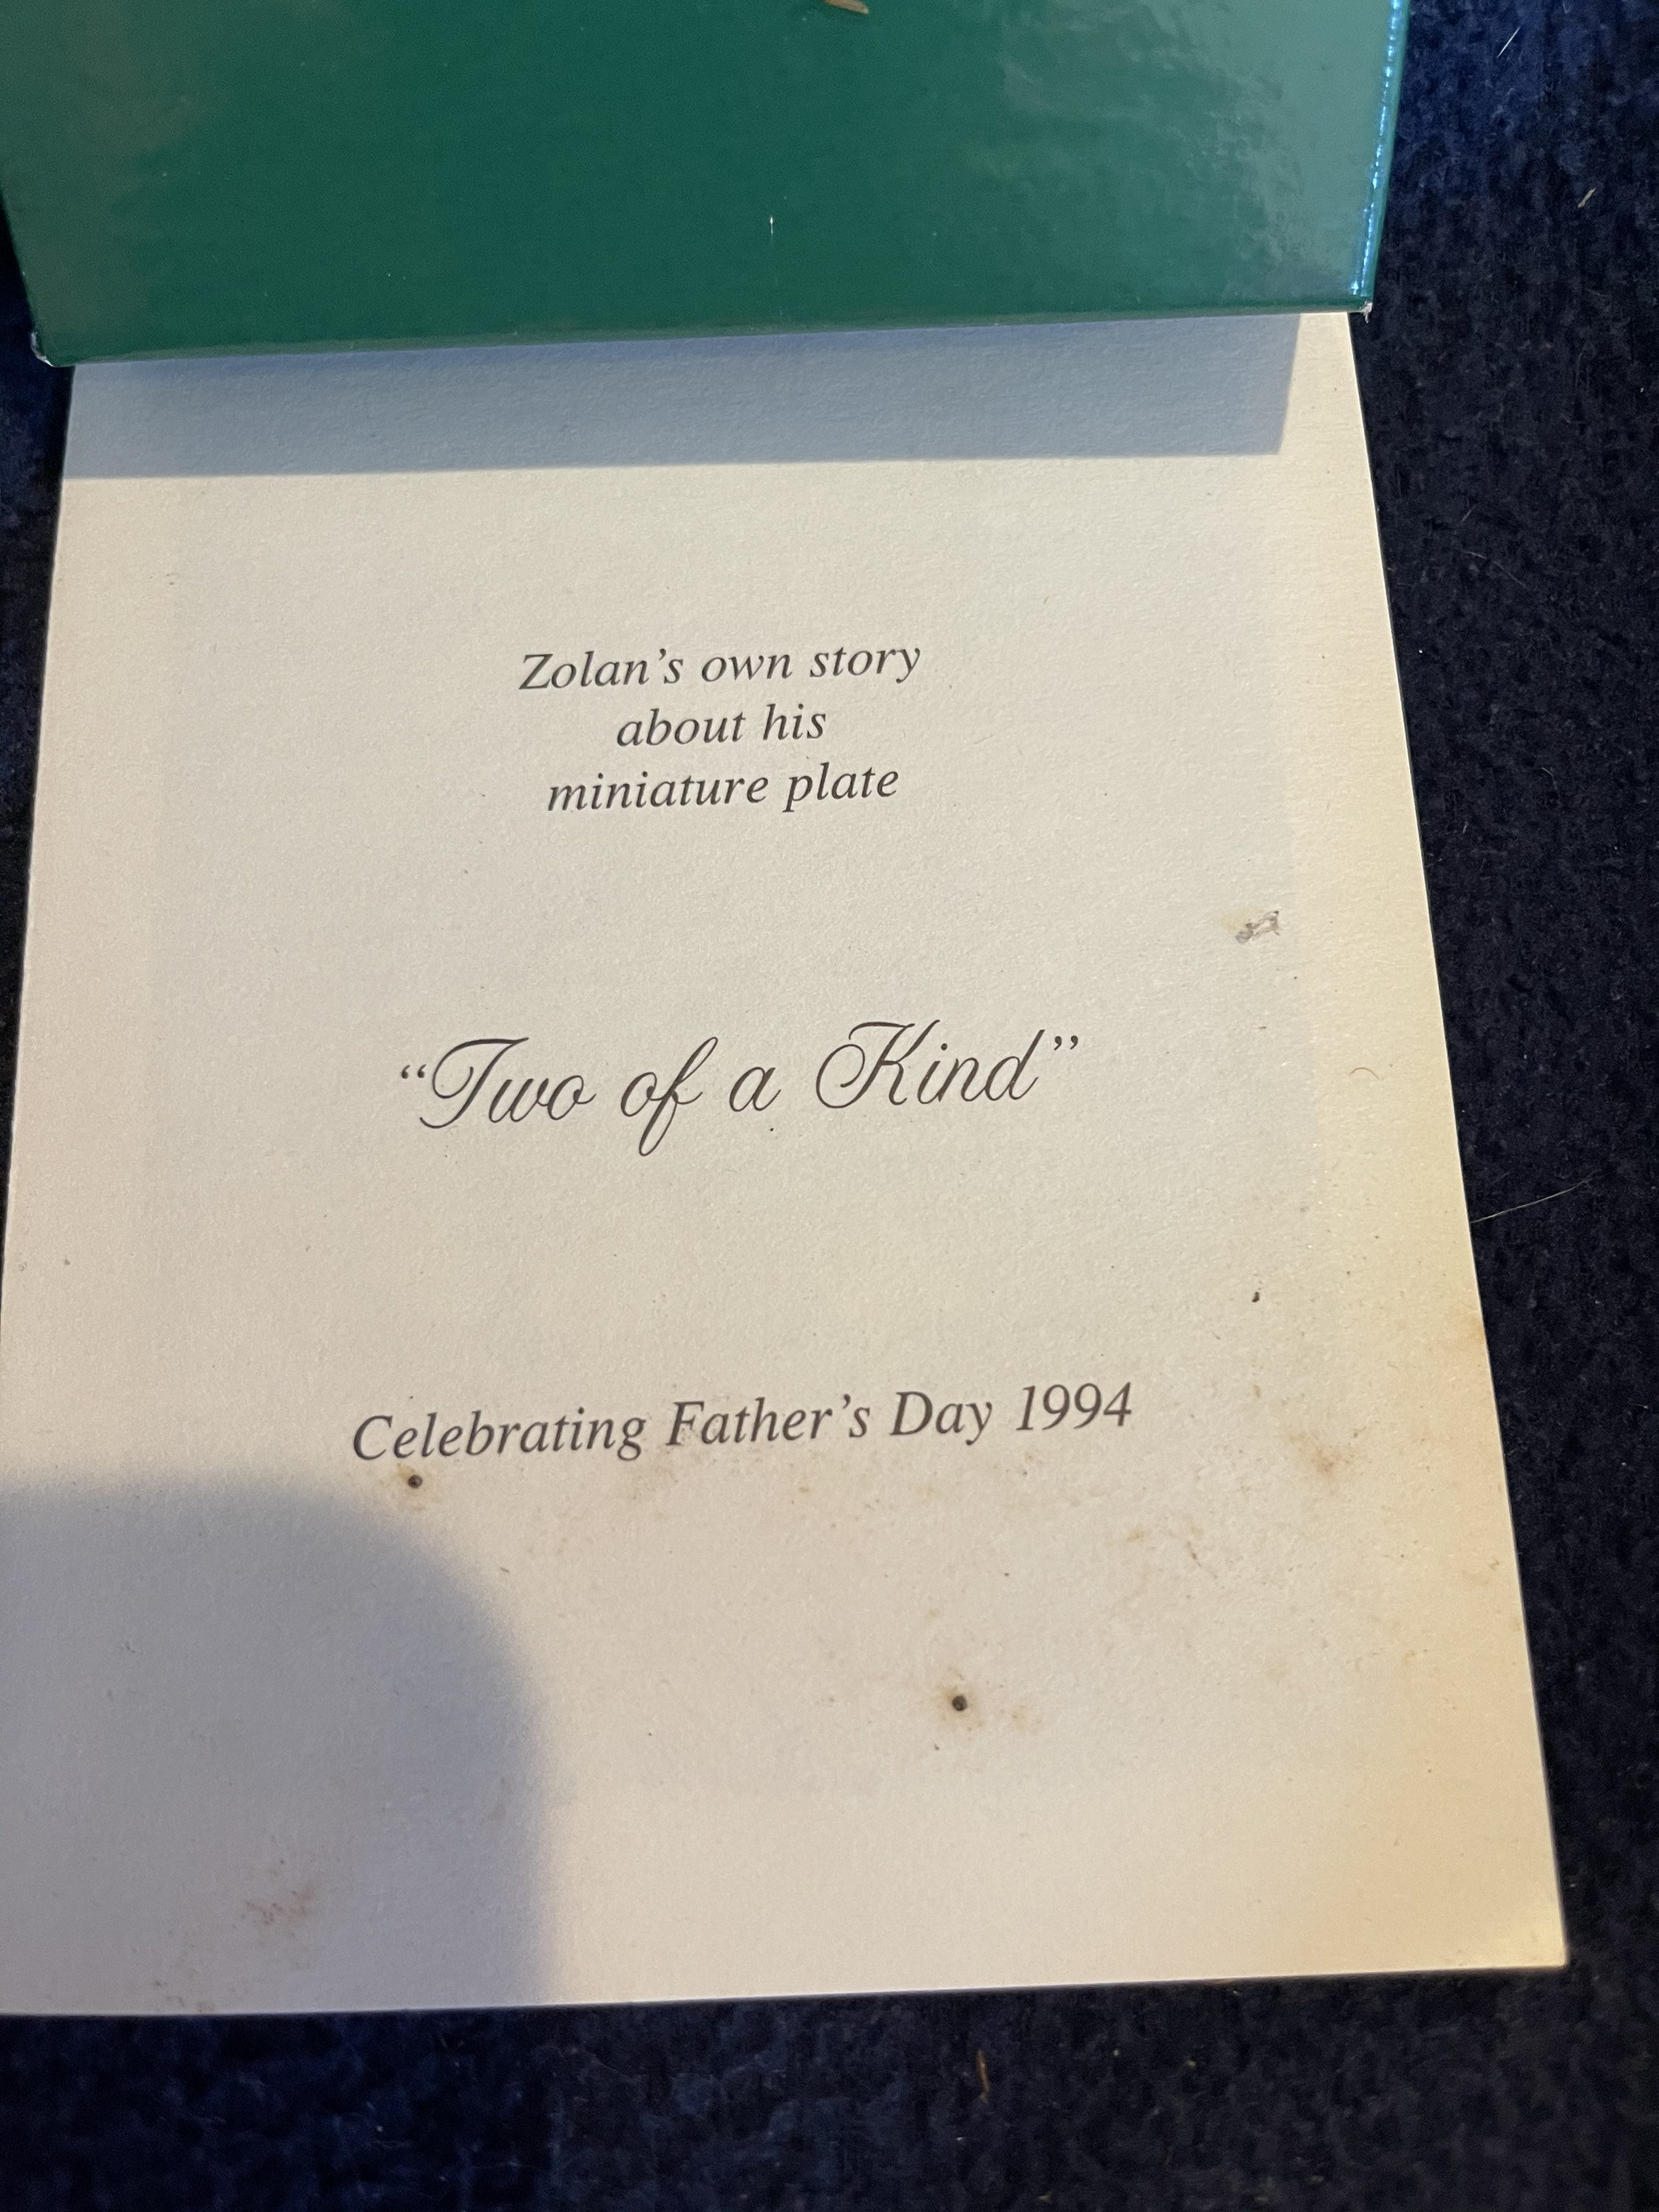 Zolan’s own story
about his
miniature plate
“Two of a Kind”
Celebrating Father’s Day 1994